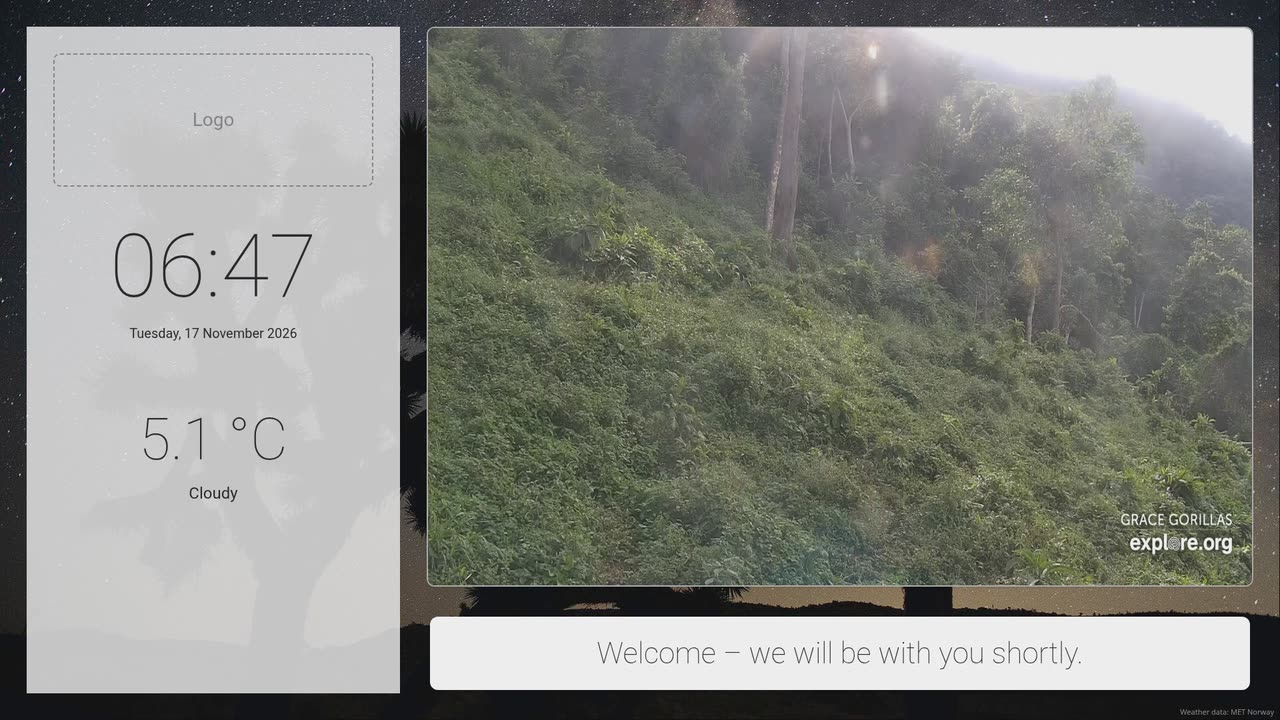 Logo
06:47
Tuesday, 17 November 2026
5.1 °C
Cloudy
GRACE GORILLAS
explore.org
Welcome – we will be with you shortly.
Weather data: MET Norway